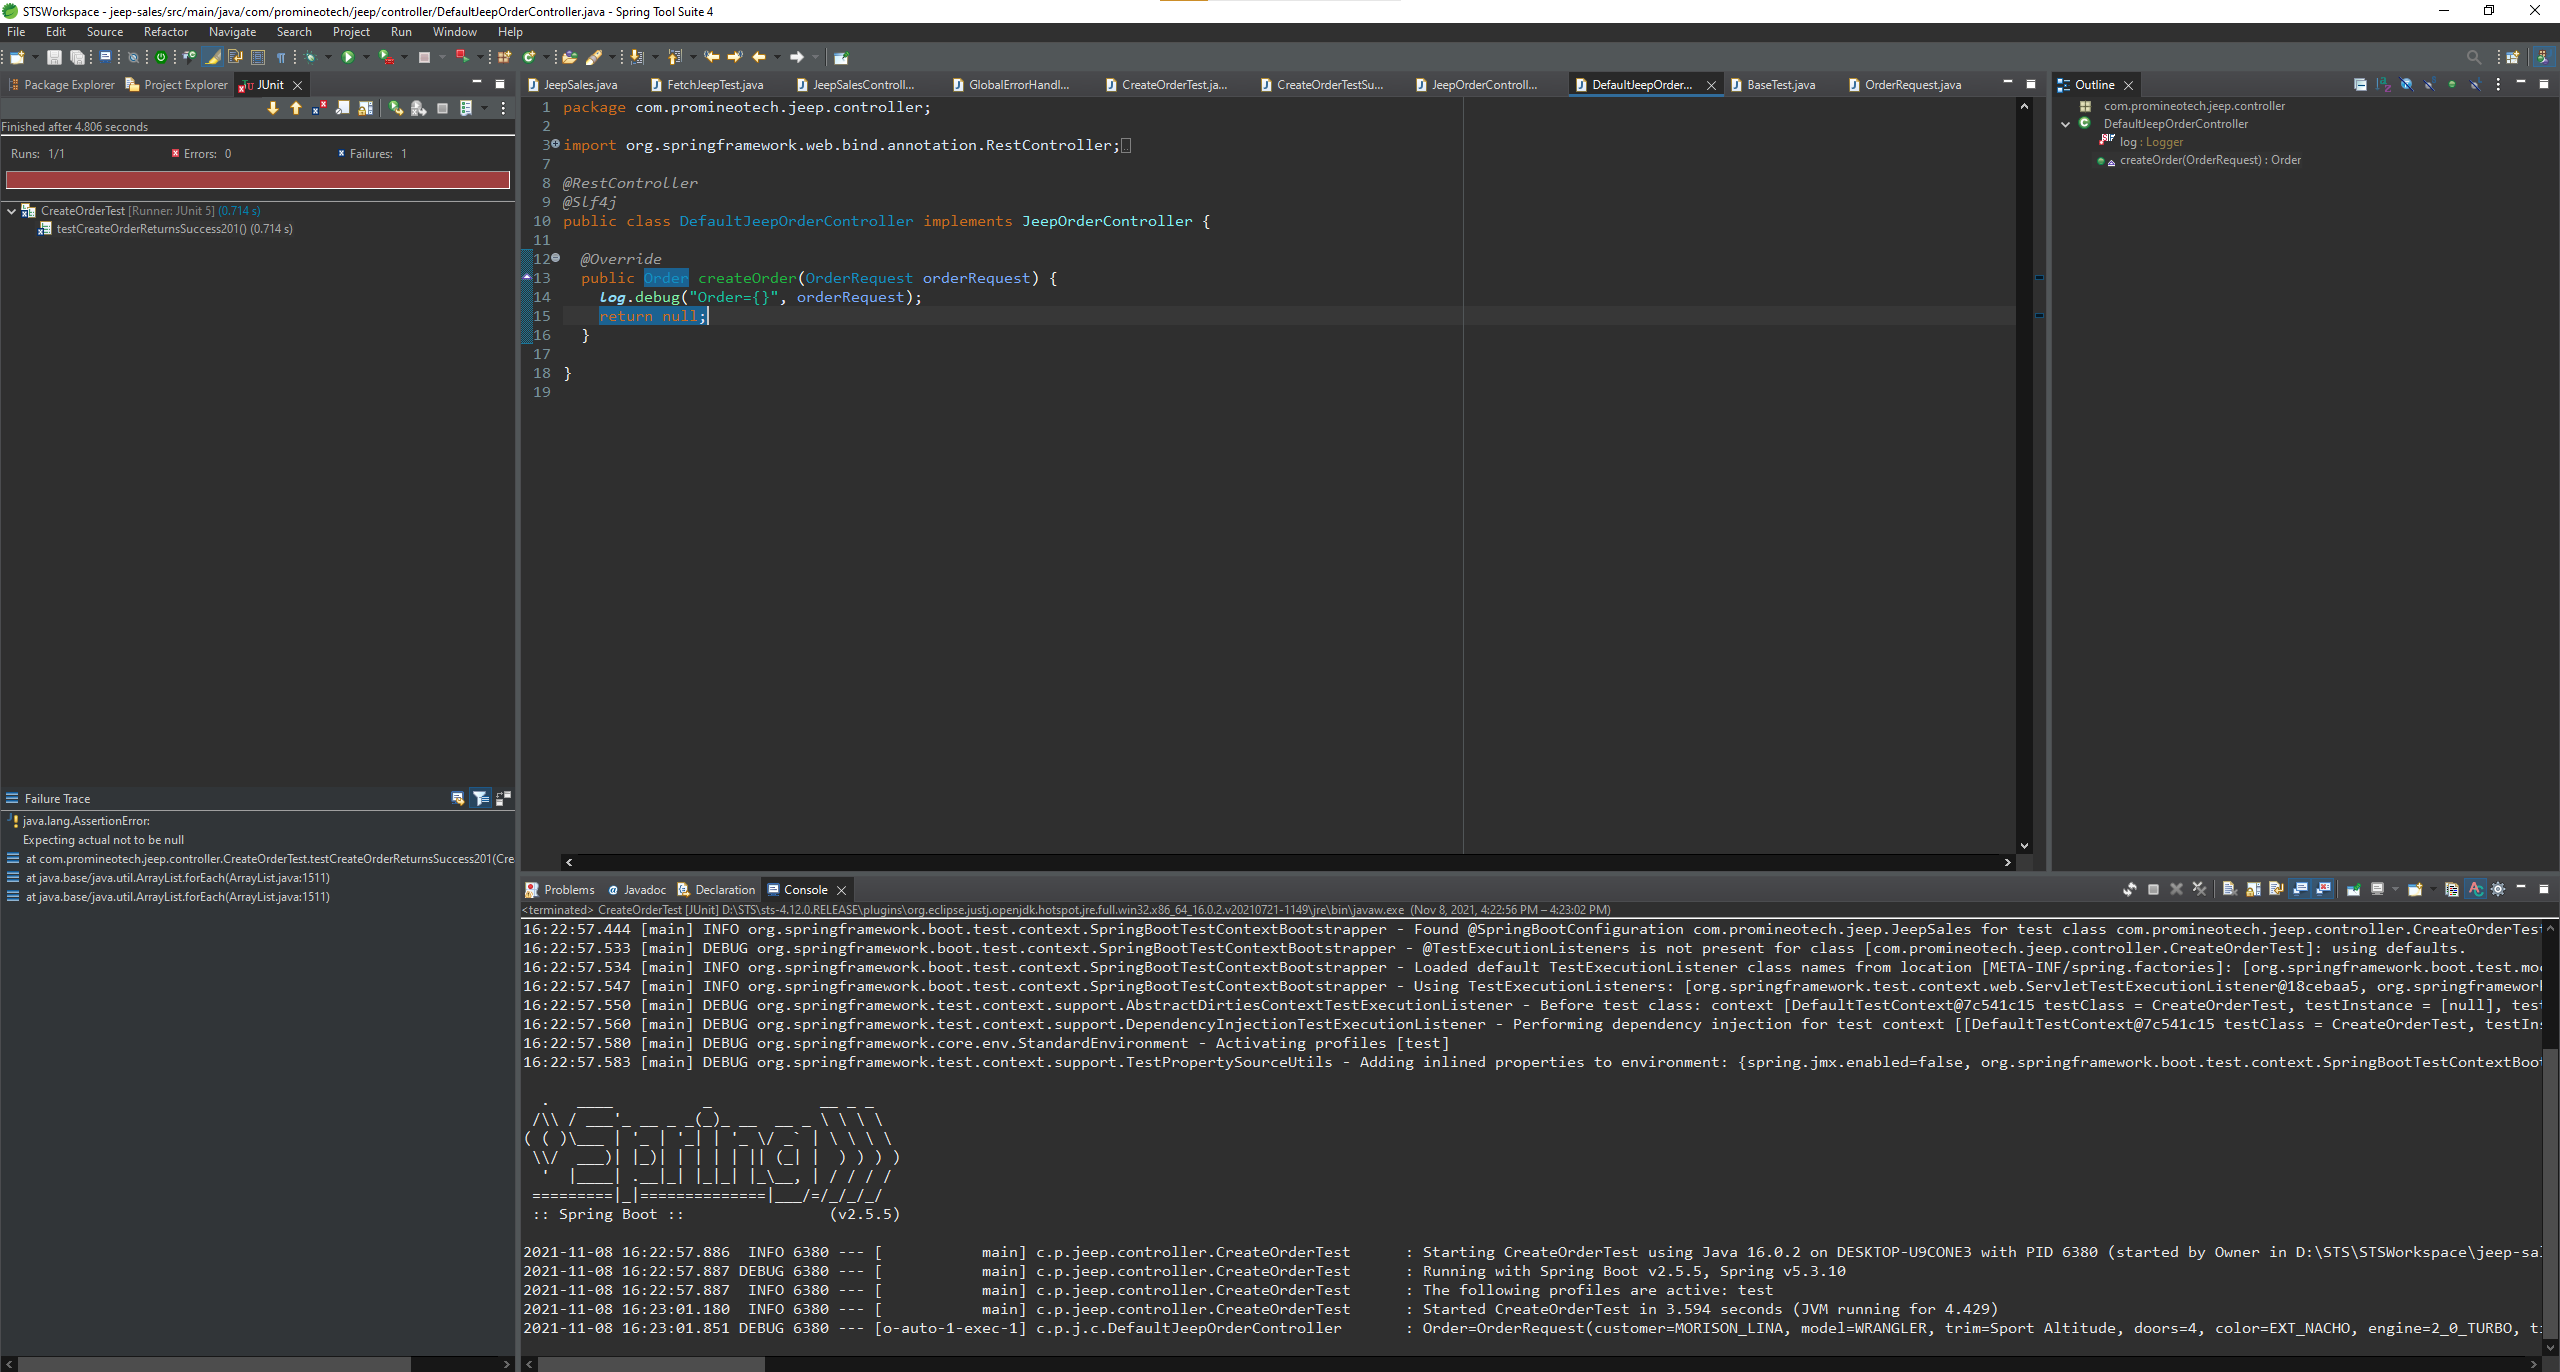 STSWorkspace - jeep-sales/src/main/java/com/promineotech/jeep/controller/DefaultJeepOrderController.java - Spring Tool Suite 4
File Edit Source Refactor Navigate Search Project Run Window Help
Package Explorer Project Explorer JUnit
Finished after 4.806 seconds
Runs: 1/1 Errors: 0 Failures: 1
CreateOrderTest [Runner: JUnit 5] (0.714 s)
testCreateOrderReturnsSuccess201() (0.714 s)
Failure Trace
java.lang.AssertionError:
Expecting actual not to be null
at com.promineotech.jeep.controller.CreateOrderTest.testCreateOrderReturnsSuccess201(Cre
at java.base/java.util.ArrayList.forEach(ArrayList.java:1511)
at java.base/java.util.ArrayList.forEach(ArrayList.java:1511)
JeepSales.java FetchJeepTest.java JeepSalesControll... GlobalErrorHandl... CreateOrderTest.ja... CreateOrderTestSu... JeepOrderControll... DefaultJeepOrder... BaseTest.java OrderRequest.java
1 package com.promineotech.jeep.controller;
2
3 import org.springframework.web.bind.annotation.RestController;
7
8 @RestController
9 @Slf4j
10 public class DefaultJeepOrderController implements JeepOrderController {
11
12 @Override
13 public Order createOrder(OrderRequest orderRequest) {
14 log.debug("Order={}", orderRequest);
15 return null;
16 }
17
18 }
19
Outline
com.promineotech.jeep.controller
DefaultJeepOrderController
log : Logger
createOrder(OrderRequest) : Order
Problems Javadoc Declaration Console
<terminated> CreateOrderTest [JUnit] D:\STS\sts-4.12.0.RELEASE\plugins\org.eclipse.justj.openjdk.hotspot.jre.full.win32.x86_64_16.0.2.v20210721-1149\jre\bin\javaw.exe (Nov 8, 2021, 4:22:56 PM – 4:23:02 PM)
16:22:57.444 [main] INFO org.springframework.boot.test.context.SpringBootTestContextBootstrapper - Found @SpringBootConfiguration com.promineotech.jeep.JeepSales for test class com.promineotech.jeep.controller.CreateOrderTes
16:22:57.533 [main] DEBUG org.springframework.boot.test.context.SpringBootTestContextBootstrapper - @TestExecutionListeners is not present for class [com.promineotech.jeep.controller.CreateOrderTest]: using defaults.
16:22:57.534 [main] INFO org.springframework.boot.test.context.SpringBootTestContextBootstrapper - Loaded default TestExecutionListener class names from location [META-INF/spring.factories]: [org.springframework.boot.test.mo
16:22:57.547 [main] INFO org.springframework.boot.test.context.SpringBootTestContextBootstrapper - Using TestExecutionListeners: [org.springframework.test.context.web.ServletTestExecutionListener@18cebaa5, org.springframework
16:22:57.550 [main] DEBUG org.springframework.test.context.support.AbstractDirtiesContextTestExecutionListener - Before test class: context [DefaultTestContext@7c541c15 testClass = CreateOrderTest, testInstance = [null], test
16:22:57.560 [main] DEBUG org.springframework.test.context.support.DependencyInjectionTestExecutionListener - Performing dependency injection for test context [[DefaultTestContext@7c541c15 testClass = CreateOrderTest, testIn
16:22:57.580 [main] DEBUG org.springframework.core.env.StandardEnvironment - Activating profiles [test]
16:22:57.583 [main] DEBUG org.springframework.test.context.support.TestPropertySourceUtils - Adding inlined properties to environment: {spring.jmx.enabled=false, org.springframework.boot.test.context.SpringBootTestContextBoot
Spring
:: Spring Boot :: (v2.5.5)
2021-11-08 16:22:57.886 INFO 6380 --- [ main] c.p.jeep.controller.CreateOrderTest : Starting CreateOrderTest using Java 16.0.2 on DESKTOP-U9CONE3 with PID 6380 (started by Owner in D:\STS\STSWorkspace\jeep-sa
2021-11-08 16:22:57.887 DEBUG 6380 --- [ main] c.p.jeep.controller.CreateOrderTest : Running with Spring Boot v2.5.5, Spring v5.3.10
2021-11-08 16:22:57.887 INFO 6380 --- [ main] c.p.jeep.controller.CreateOrderTest : The following profiles are active: test
2021-11-08 16:23:01.180 INFO 6380 --- [ main] c.p.jeep.controller.CreateOrderTest : Started CreateOrderTest in 3.594 seconds (JVM running for 4.429)
2021-11-08 16:23:01.851 DEBUG 6380 --- [o-auto-1-exec-1] c.p.j.c.DefaultJeepOrderController : Order=OrderRequest(customer=MORISON_LINA, model=WRANGLER, trim=Sport Altitude, doors=4, color=EXT_NACHO, engine=2_0_TURBO, t